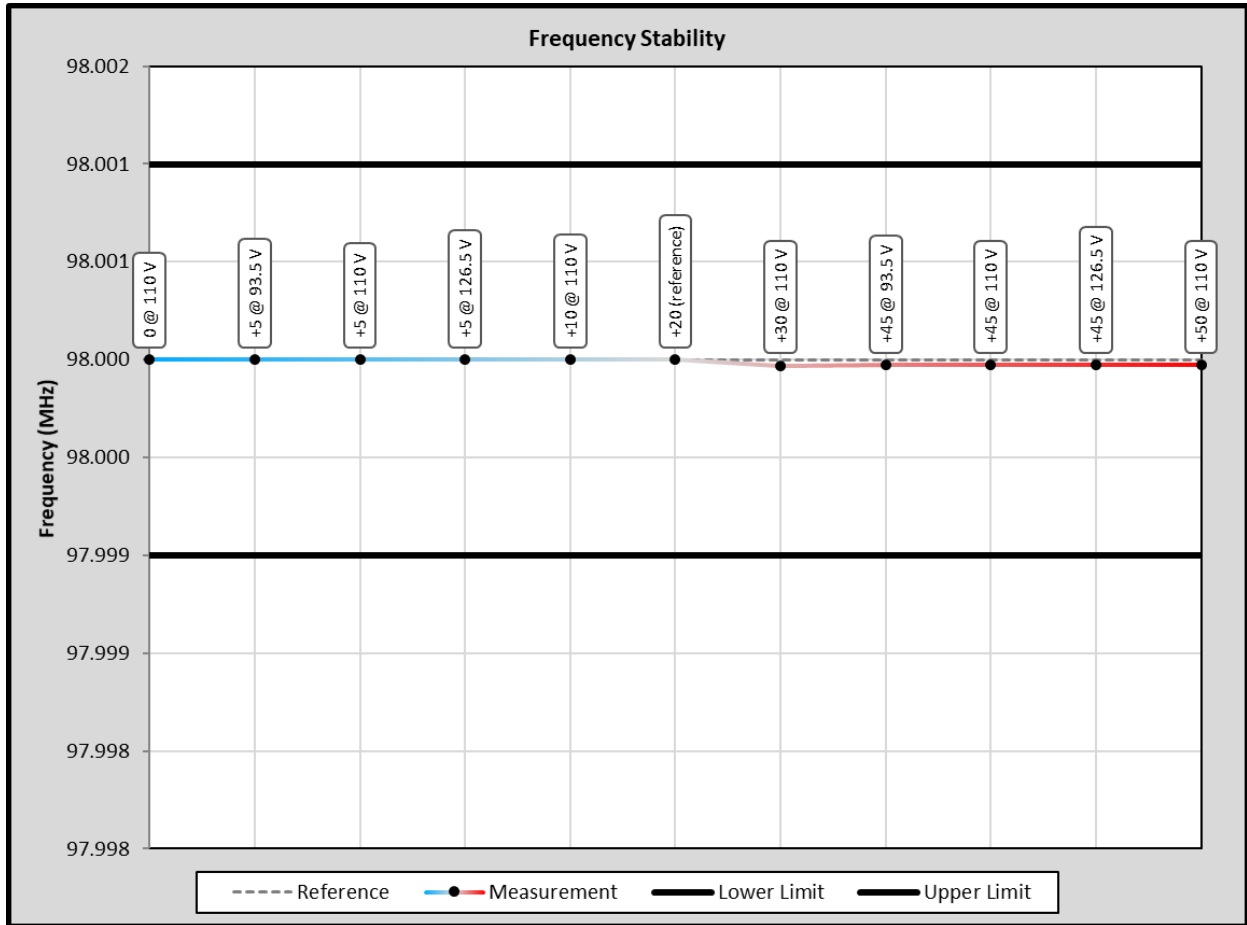 Frequency Stability
98.002
98.001
98.001
98.000
98.000
97.999
97.999
97.998
97.998
Frequency (MHz)
0 @ 110 V
+5 @ 93.5 V
+5 @ 110 V
+5 @ 126.5 V
+10 @ 110 V
+20 (reference)
+30 @ 110 V
+45 @ 93.5 V
+45 @ 110 V
+45 @ 126.5 V
+50 @ 110 V
Reference Measurement Lower Limit Upper Limit